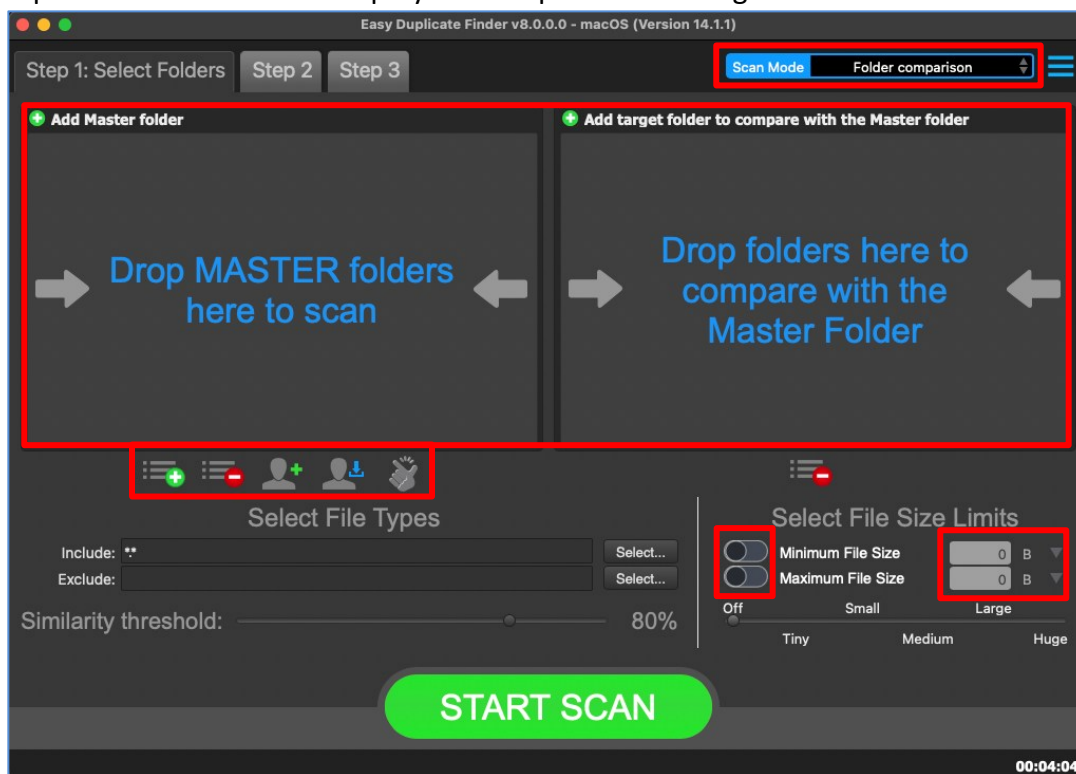 Easy Duplicate Finder v8.0.0.0 - macOS (Version 14.1.1)
Step 1: Select Folders Step 2 Step 3 Scan Mode Folder comparison
Add Master folder Add target folder to compare with the Master folder
Drop MASTER folders
here to scan
Drop folders here to
compare with the
Master Folder
Select File Types
Include: *.* Select...
Exclude: Select...
Similarity threshold: 80%
Select File Size Limits
Minimum File Size 0 B
Maximum File Size 0 B
Off Small Large
Tiny Medium Huge
START SCAN
00:04:04